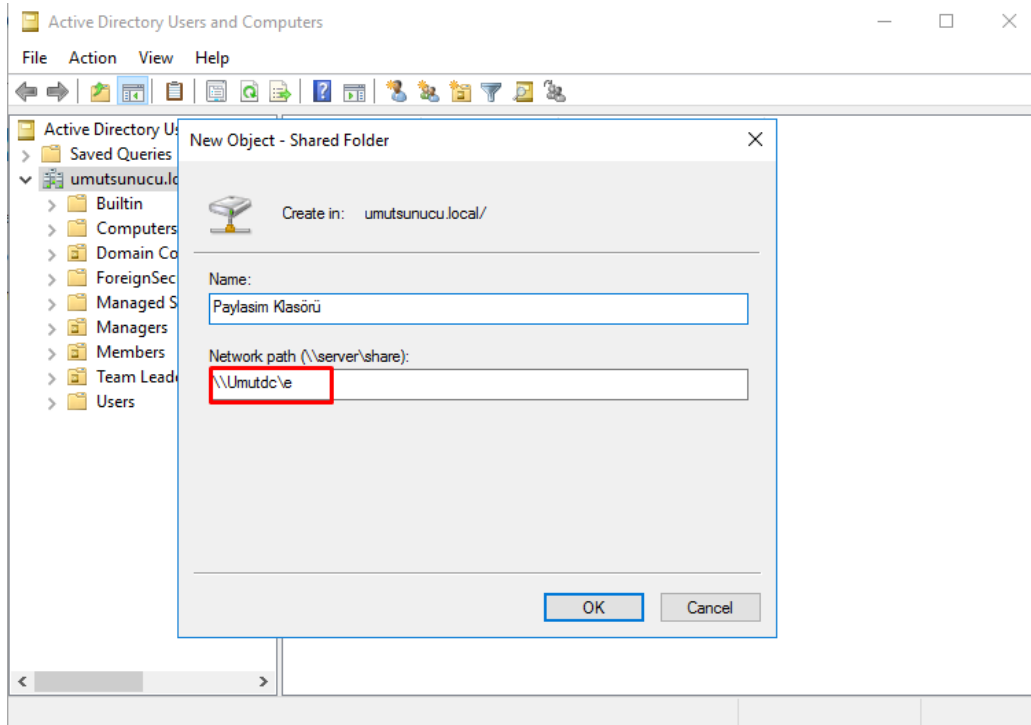 Active Directory Users and Computers
File Action View Help
Active Directory Us
Saved Queries
umutsunucu.lo
Builtin
Computers
Domain Co
ForeignSec
Managed S
Managers
Members
Team Leade
Users
New Object - Shared Folder
Create in: umutsunucu.local/
Name:
Paylasim Klasörü
Network path (\\server\share):
\\Umutdc\e
OK Cancel